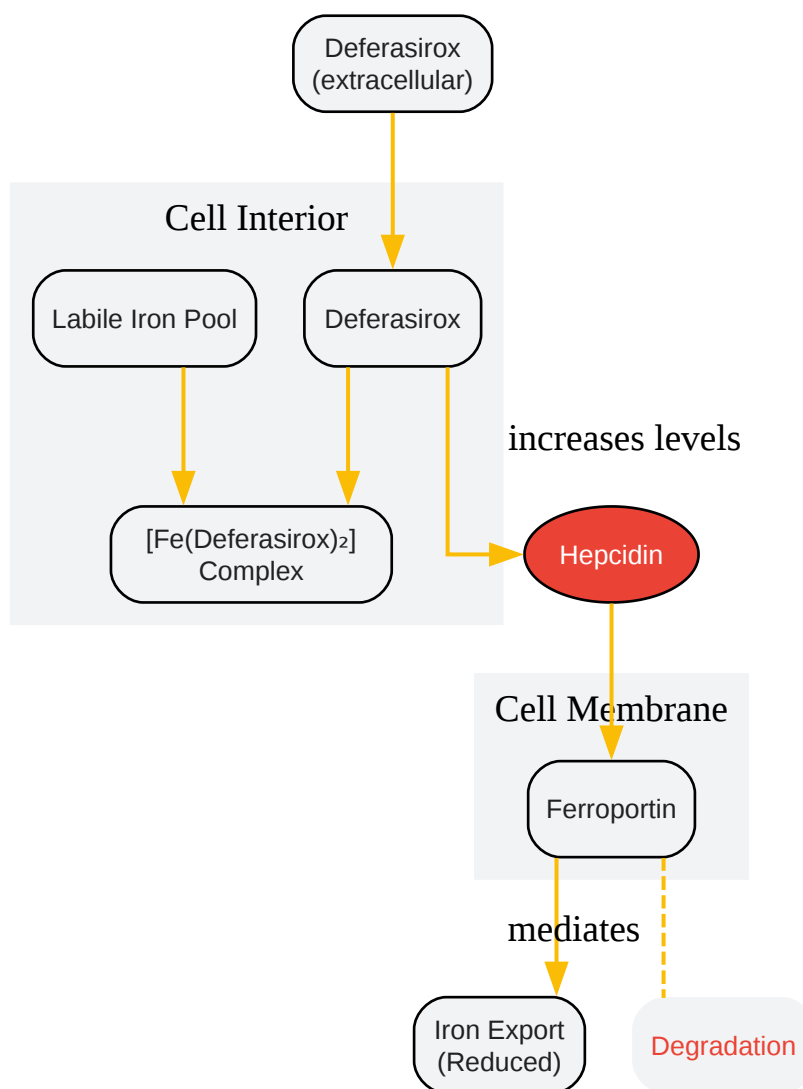 Deferasirox
(extracellular)
Cell Interior
Labile Iron Pool
Deferasirox
increases levels
[Fe(Deferasirox)₂]
Complex
Hepcidin
Cell Membrane
Ferroportin
mediates
Iron Export
(Reduced)
Degradation